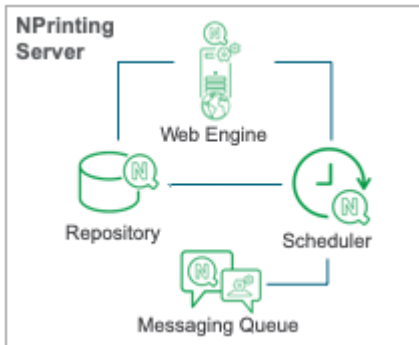 NPrinting
Server
Web Engine
Repository
Scheduler
Messaging Queue